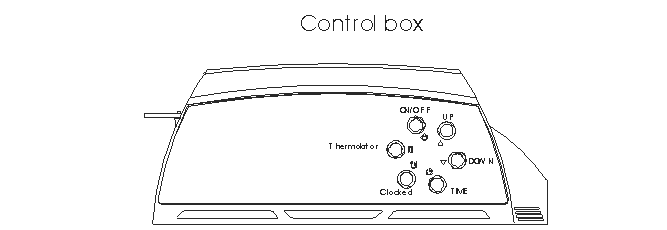 Control box
ON/OFF
UP
Thermolator
DOWN
Clocked
TIME